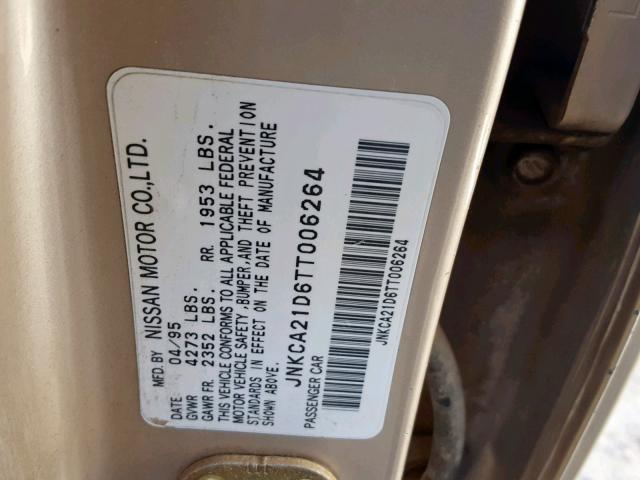 MFD.BY NISSAN MOTOR CO.,LTD.
DATE 04/95
GVWR 4273 LBS.
GAWR FR. 2352 LBS. RR. 1953 LBS.
THIS VEHICLE CONFORMS TO ALL APPLICABLE FEDERAL
MOTOR VEHICLE SAFETY, BUMPER, AND THEFT PREVENTION
STANDARDS IN EFFECT ON THE DATE OF MANUFACTURE
SHOWN ABOVE.
JNKCA21D6TT006264
PASSENGER CAR
JNKCA21D6TT006264